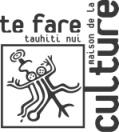 te fare
tauhiti nui
maison de la
culture